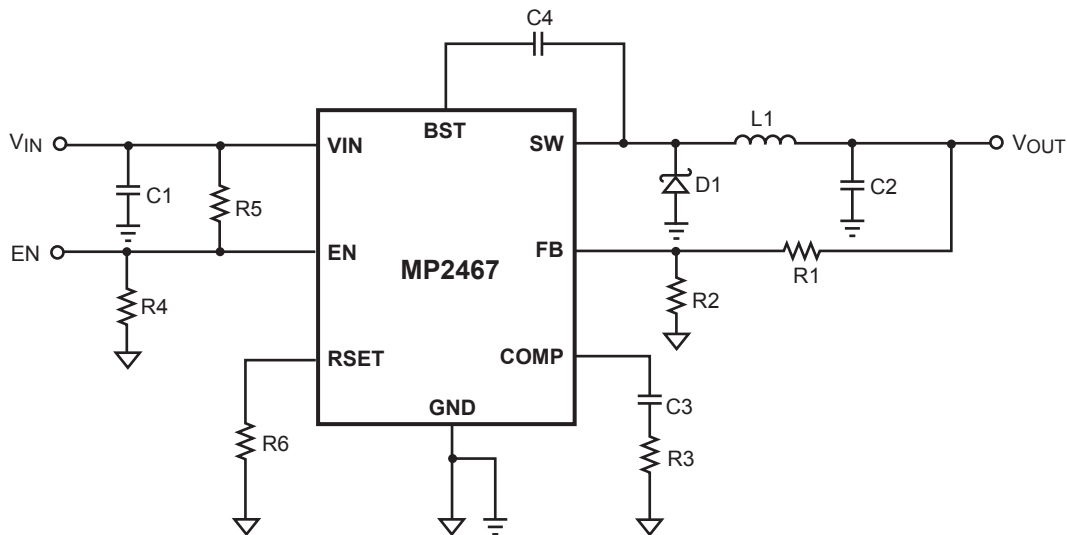 C4
BST
VIN
VIN
SW
L1
VOUT
C1
R5
D1
C2
EN
EN
FB
MP2467
R1
R4
R2
RSET
COMP
GND
C3
R6
R3